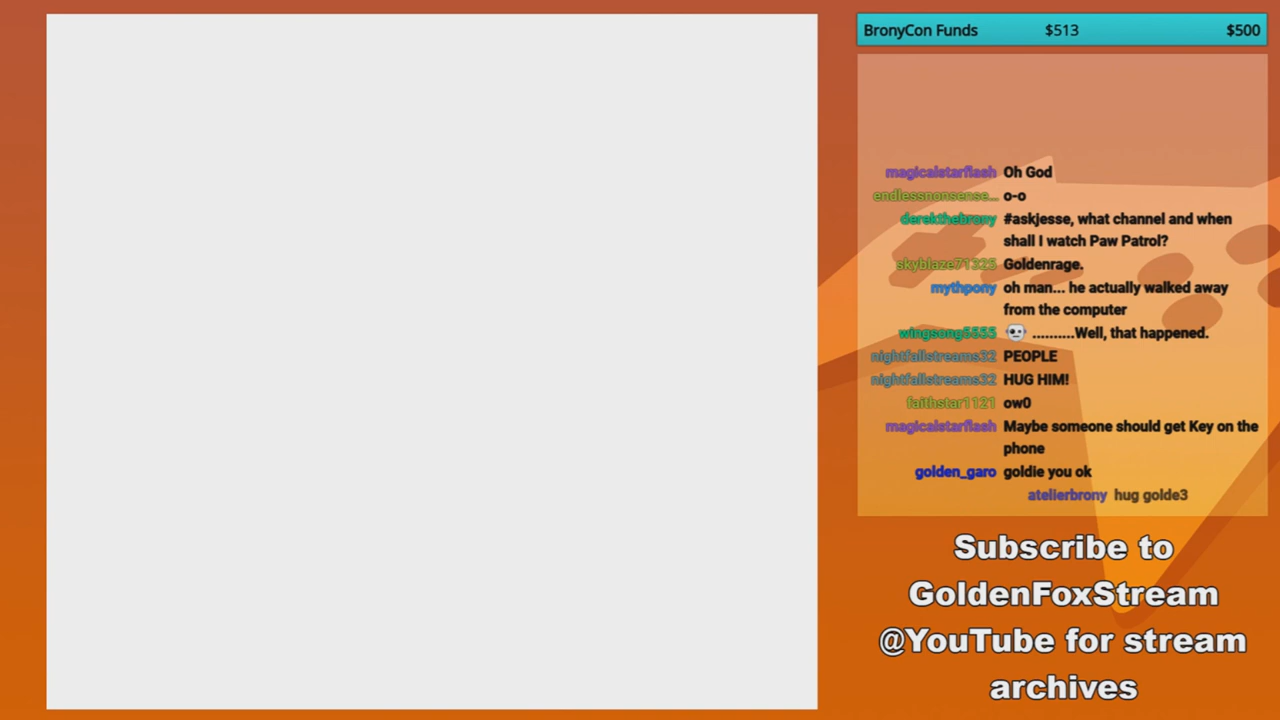 BronyCon Funds $513 $500
magicalstarflash Oh God
endlessnonsense... o-o
derekthebrony #askjesse, what channel and when
shall I watch Paw Patrol?
skyblaze71325 Goldenrage.
mythpony oh man... he actually walked away
from the computer
wingsong5555 ..........Well, that happened.
nightfallstreams32 PEOPLE
nightfallstreams32 HUG HIM!
faithstar1121 ow0
magicalstarflash Maybe someone should get Key on the
phone
golden_garo goldie you ok
atelierbrony hug golde3
Subscribe to
GoldenFoxStream
@YouTube for stream
archives